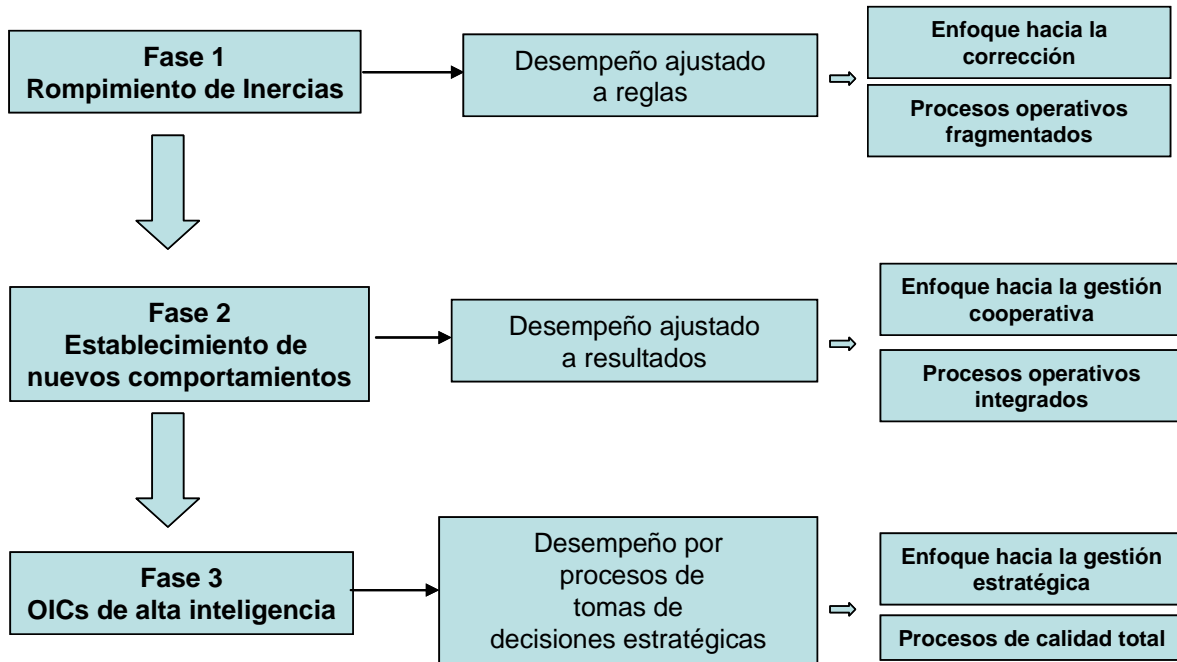 Fase 1
Rompimiento de Inercias
Desempeño ajustado
a reglas
Enfoque hacia la
corrección
Procesos operativos
fragmentados
Fase 2
Establecimiento de
nuevos comportamientos
Desempeño ajustado
a resultados
Enfoque hacia la gestión
cooperativa
Procesos operativos
integrados
Fase 3
OICs de alta inteligencia
Desempeño por
procesos de
tomas de
decisiones estratégicas
Enfoque hacia la gestión
estratégica
Procesos de calidad total